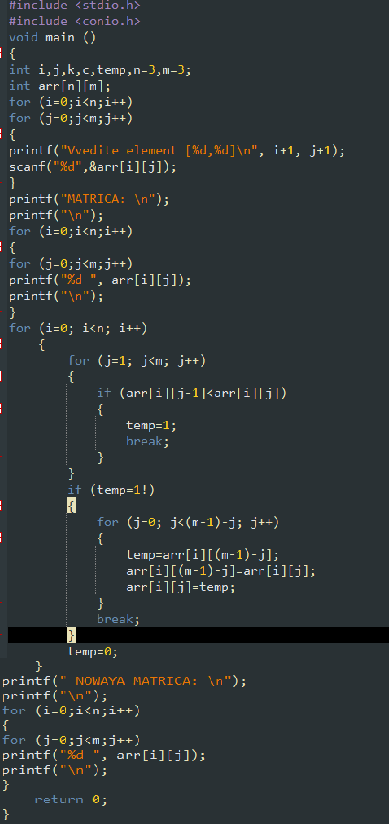 #include <stdio.h>
#include <conio.h>
void main ()
{
int i,j,k,c,temp,n=3,m=3;
int arr[n][m];
for (i=0;i<n;i++)
for (j=0;j<m;j++)
{
printf("Vvedite element [%d,%d]\n", i+1, j+1);
scanf("%d",&arr[i][j]);
}
printf("MATRICA: \n");
printf("\n");
for (i=0;i<n;i++)
{
for (j=0;j<m;j++)
printf("%d ", arr[i][j]);
printf("\n");
}
for (i=0; i<n; i++)
{
for (j=1; j<m; j++)
{
if (arr[i][j-1]<arr[i][j])
{
temp=1;
break;
}
}
if (temp=1!)
{
for (j=0; j<(m-1)-j; j++)
{
temp=arr[i][(m-1)-j];
arr[i][(m-1)-j]=arr[i][j];
arr[i][j]=temp;
}
break;
}
temp=0;
}
printf(" NOWAYA MATRICA: \n");
printf("\n");
for (i=0;i<n;i++)
{
for (j=0;j<m;j++)
printf("%d ", arr[i][j]);
printf("\n");
}
return 0;
}